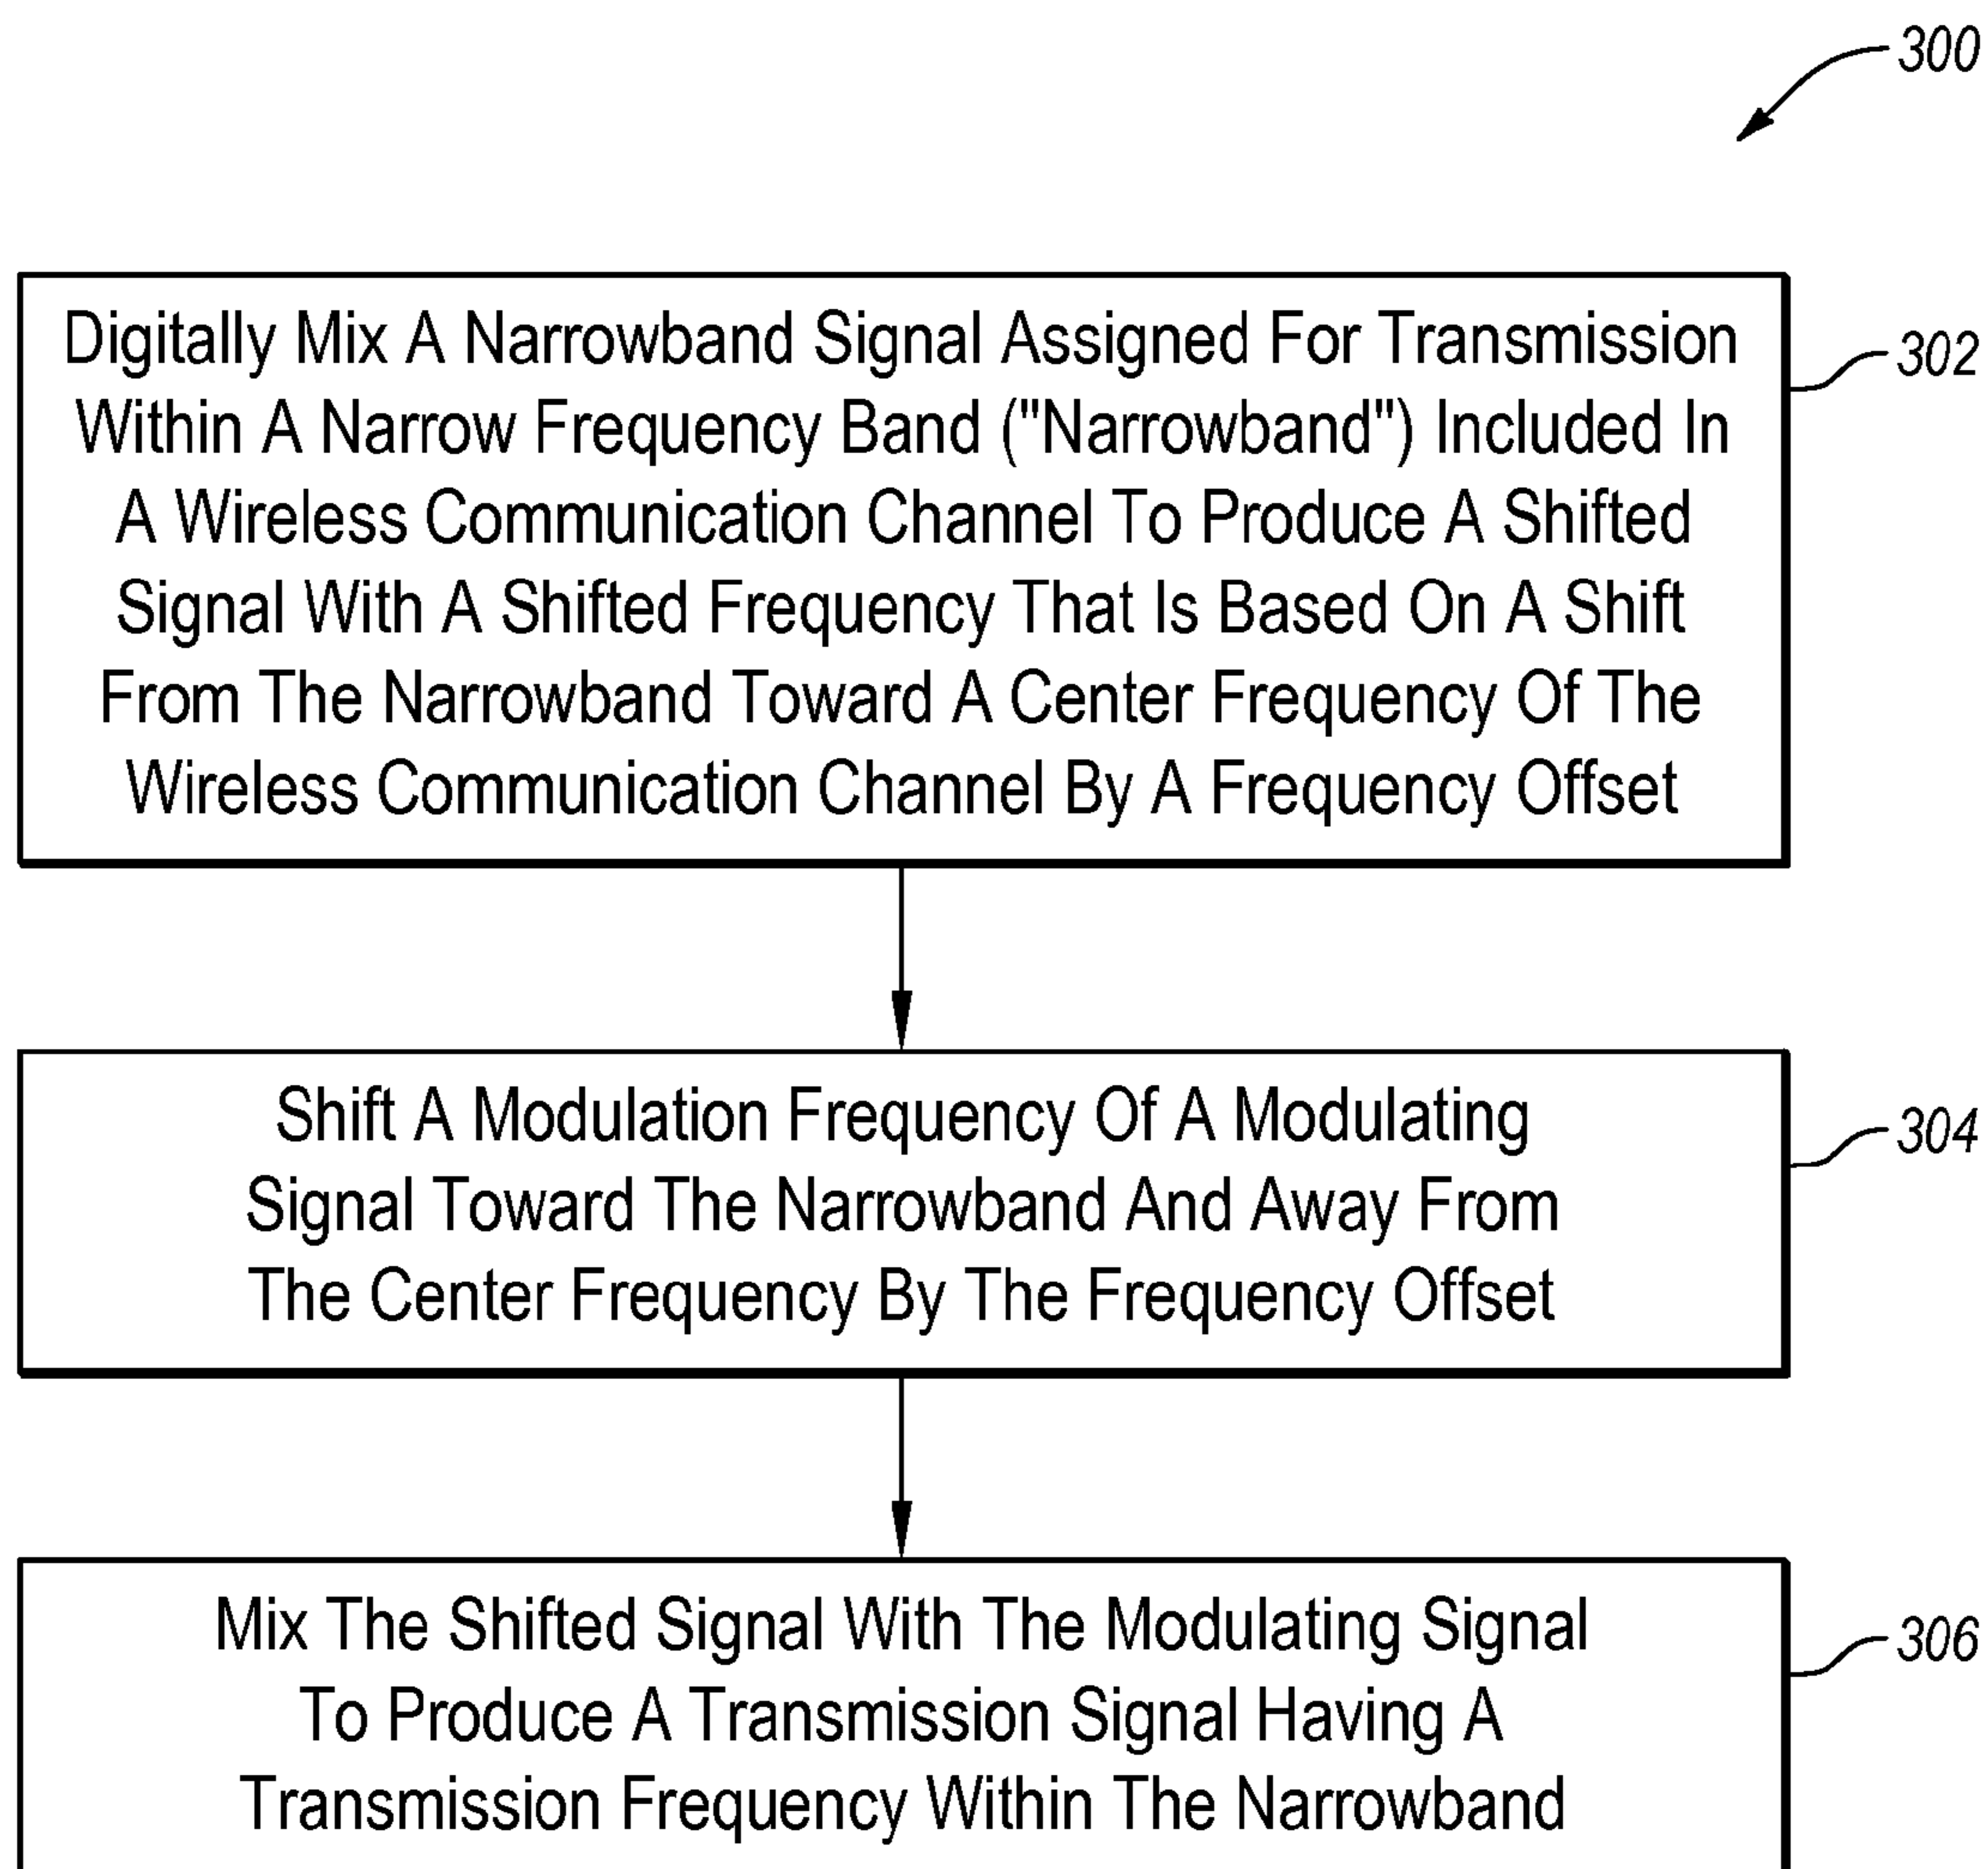 300
Digitally Mix A Narrowband Signal Assigned For Transmission
Within A Narrow Frequency Band ("Narrowband") Included In
A Wireless Communication Channel To Produce A Shifted
Signal With A Shifted Frequency That Is Based On A Shift
From The Narrowband Toward A Center Frequency Of The
Wireless Communication Channel By A Frequency Offset
302
Shift A Modulation Frequency Of A Modulating
Signal Toward The Narrowband And Away From
The Center Frequency By The Frequency Offset
304
Mix The Shifted Signal With The Modulating Signal
To Produce A Transmission Signal Having A
Transmission Frequency Within The Narrowband
306